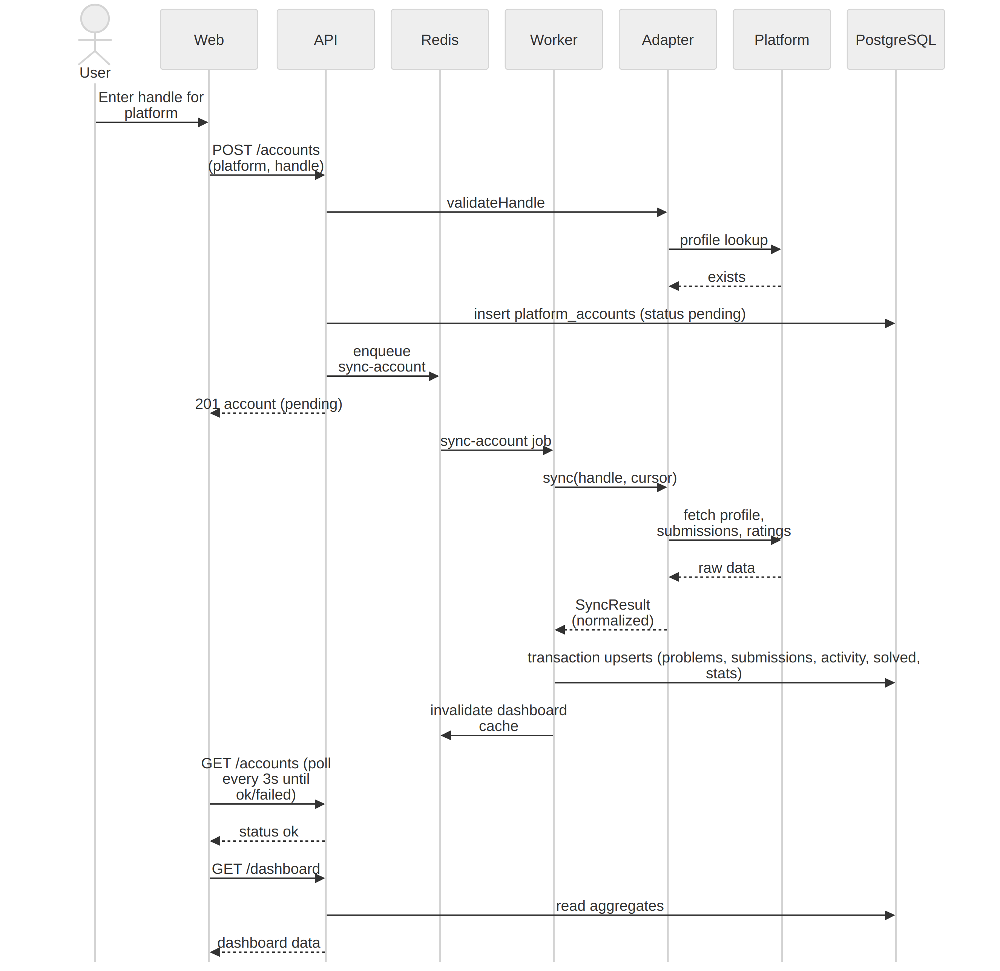 Web
API
Redis
Worker
Adapter
Platform
PostgreSQL
User
Enter handle for
platform
POST /accounts
(platform, handle)
validateHandle
profile lookup
exists
insert platform_accounts (status pending)
enqueue
sync-account
201 account (pending)
sync-account job
sync(handle, cursor)
fetch profile,
submissions, ratings
raw data
SyncResult
(normalized)
transaction upserts (problems, submissions, activity, solved,
stats)
invalidate dashboard
cache
GET /accounts (poll
every 3s until
ok/failed)
status ok
GET /dashboard
read aggregates
dashboard data